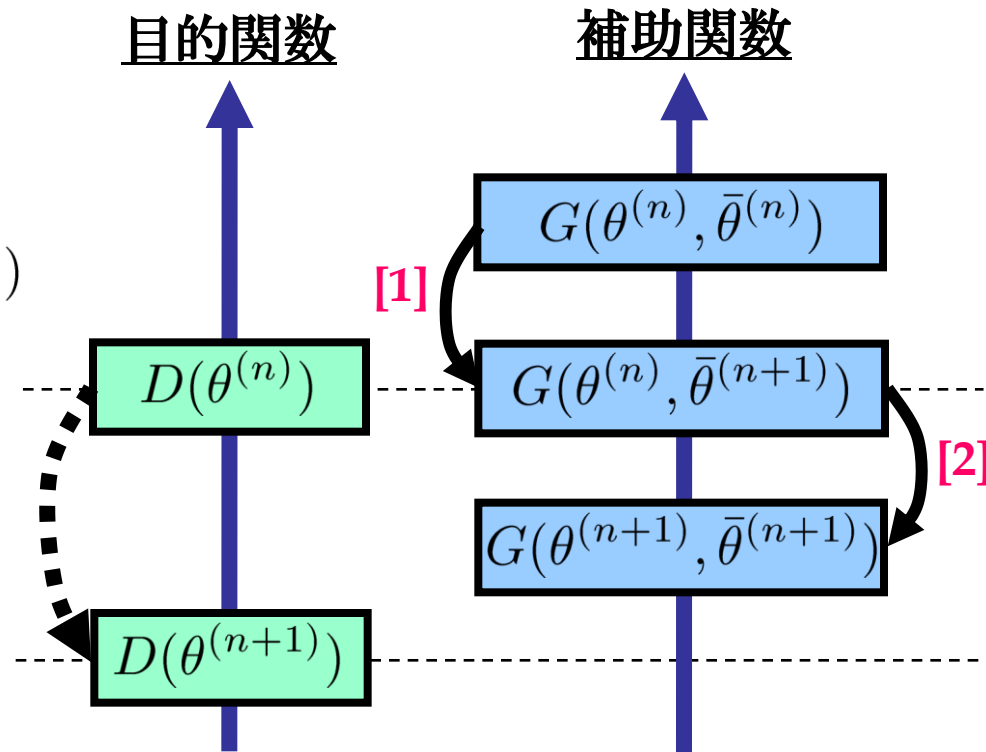 目的関数
補助関数
G(θ^{(n)}, θ̄^{(n)})
)
[1]
D(θ^{(n)})
G(θ^{(n)}, θ̄^{(n+1)})
[2]
G(θ^{(n+1)}, θ̄^{(n+1)})
D(θ^{(n+1)})